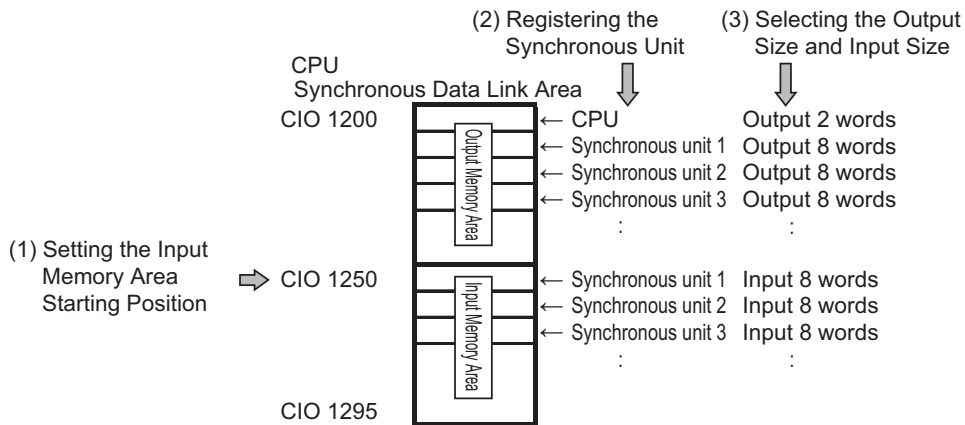 (2) Registering the
Synchronous Unit
(3) Selecting the Output
Size and Input Size
CPU
Synchronous Data Link Area
CIO 1200
← CPU
Output 2 words
← Synchronous unit 1
Output 8 words
← Synchronous unit 2
Output 8 words
← Synchronous unit 3
Output 8 words
:
:
Output Memory Area
(1) Setting the Input
Memory Area
Starting Position
CIO 1250
← Synchronous unit 1
Input 8 words
← Synchronous unit 2
Input 8 words
← Synchronous unit 3
Input 8 words
:
:
Input Memory Area
CIO 1295